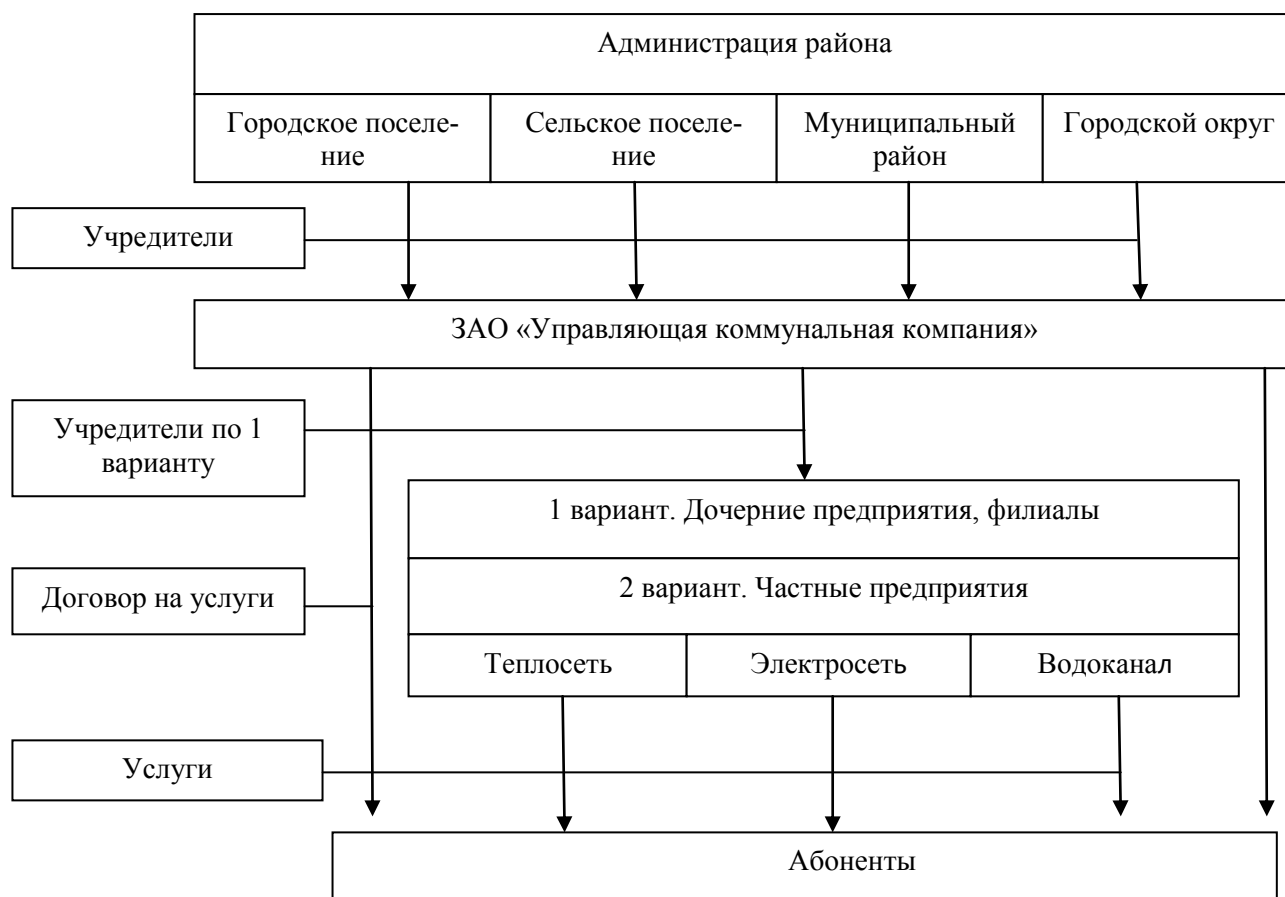 Администрация района
Городское поселе-
ние
Сельское поселе-
ние
Муниципальный
район
Городской округ
Учредители
ЗАО «Управляющая коммунальная компания»
Учредители по 1
варианту
1 вариант. Дочерние предприятия, филиалы
2 вариант. Частные предприятия
Договор на услуги
Теплосеть
Электросеть
Водоканал
Услуги
Абоненты